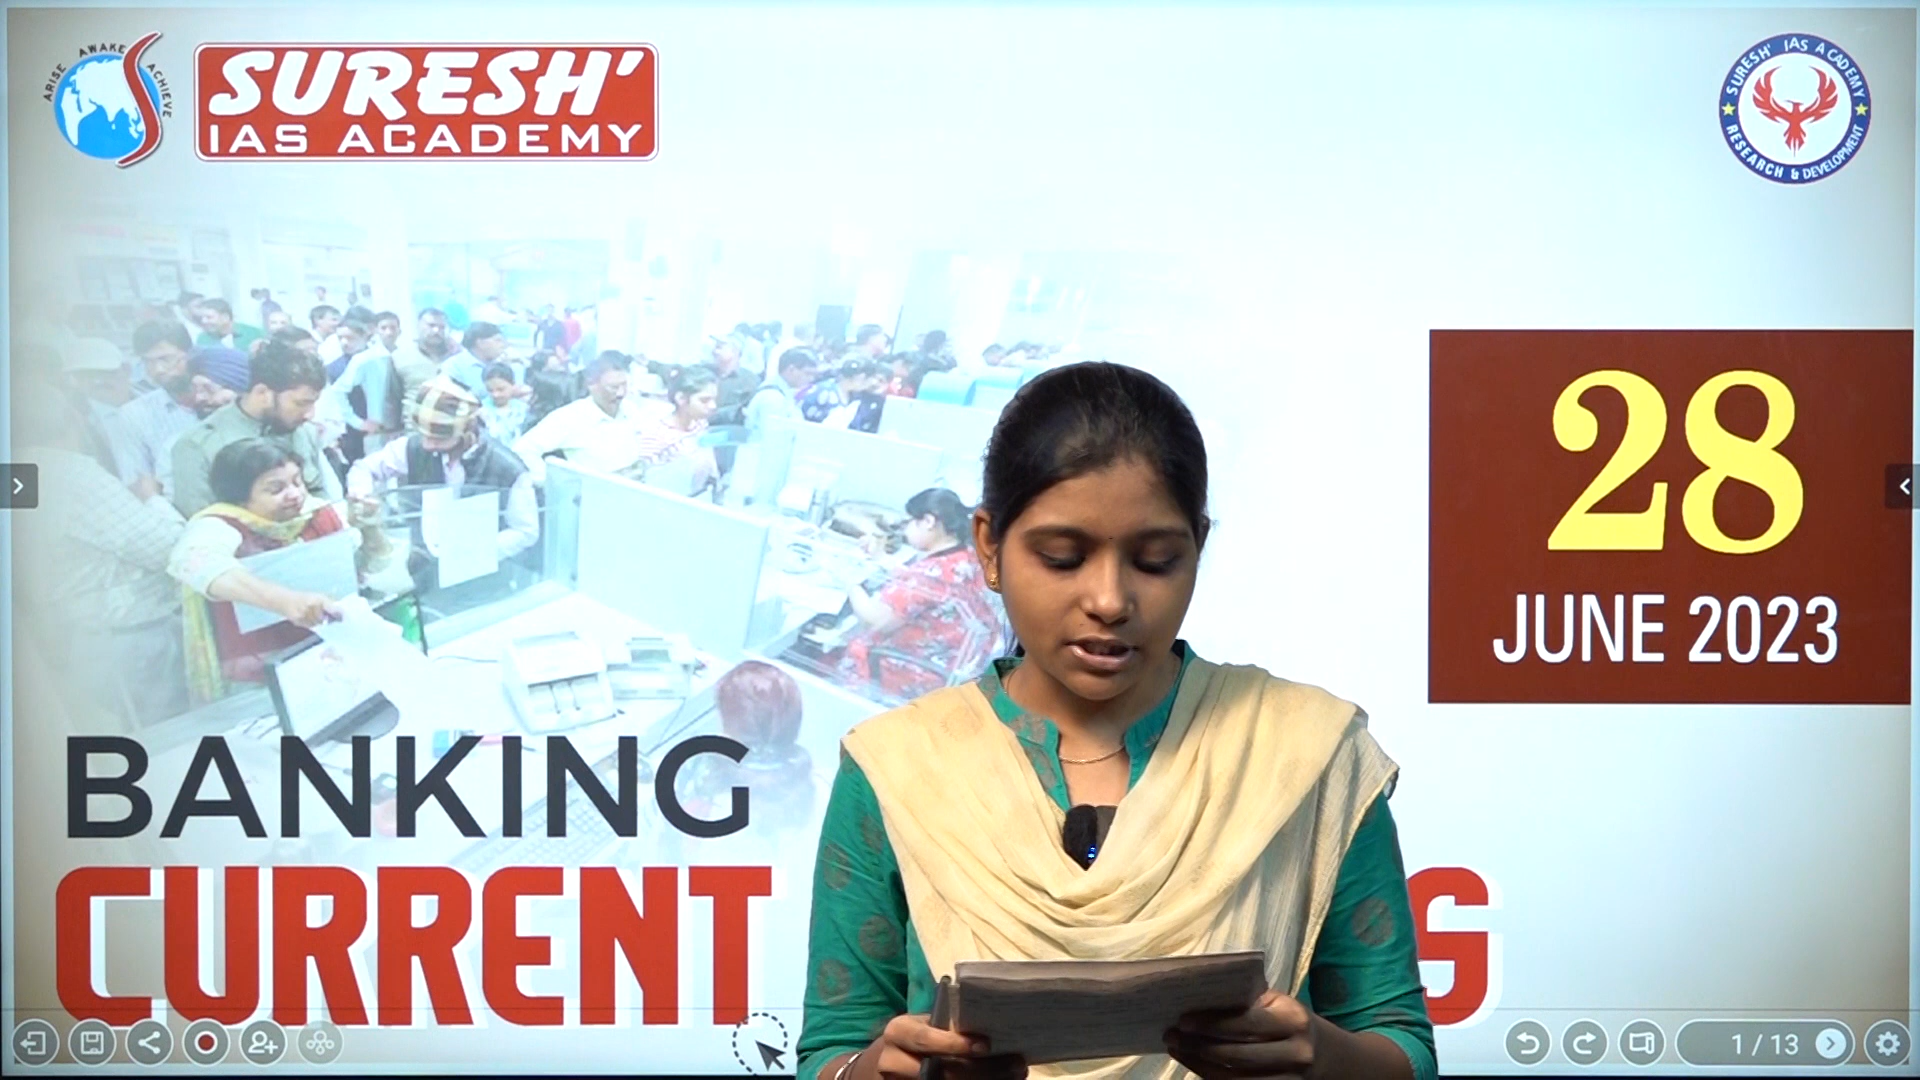 ARISE AWAKE ACHIEVE
SURESH'
IAS ACADEMY
SURESH' IAS ACADEMY
RESEARCH & DEVELOPMENT
28
JUNE 2023
BANKING
CURRENT
1 / 13